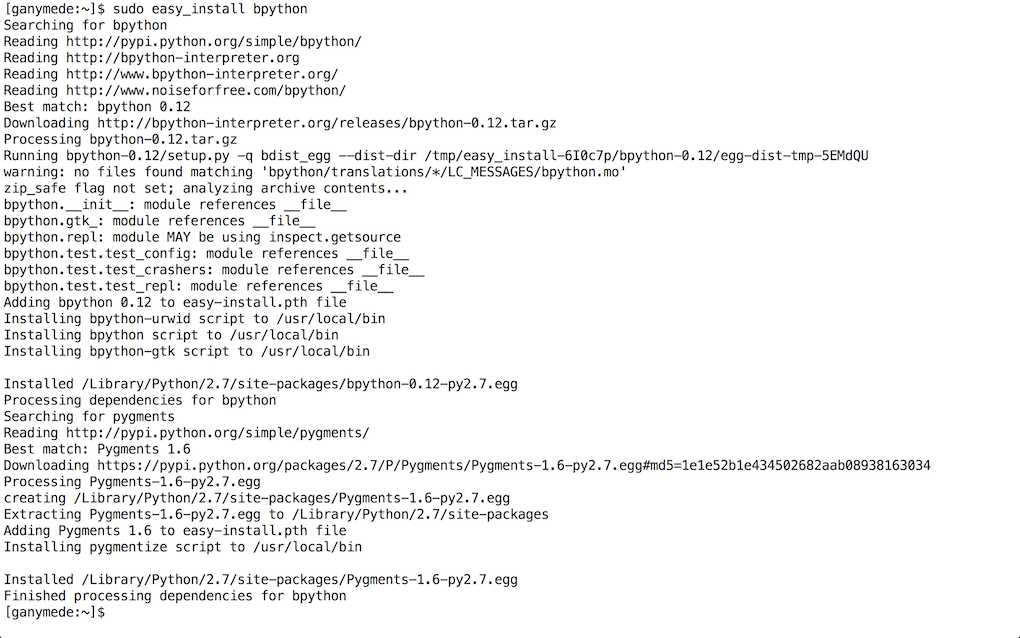 [ganymede:~]$ sudo easy_install bpython
Searching for bpython
Reading http://pypi.python.org/simple/bpython/
Reading http://bpython-interpreter.org
Reading http://www.bpython-interpreter.org/
Reading http://www.noiseforfree.com/bpython/
Best match: bpython 0.12
Downloading http://bpython-interpreter.org/releases/bpython-0.12.tar.gz
Processing bpython-0.12.tar.gz
Running bpython-0.12/setup.py -q bdist_egg --dist-dir /tmp/easy_install-6I0c7p/bpython-0.12/egg-dist-tmp-5EMdQU
warning: no files found matching 'bpython/translations/*/LC_MESSAGES/bpython.mo'
zip_safe flag not set; analyzing archive contents...
bpython.__init__: module references __file__
bpython.gtk_: module references __file__
bpython.repl: module MAY be using inspect.getsource
bpython.test.test_config: module references __file__
bpython.test.test_crashers: module references __file__
bpython.test.test_repl: module references __file__
Adding bpython 0.12 to easy-install.pth file
Installing bpython-urwid script to /usr/local/bin
Installing bpython script to /usr/local/bin
Installing bpython-gtk script to /usr/local/bin

Installed /Library/Python/2.7/site-packages/bpython-0.12-py2.7.egg
Processing dependencies for bpython
Searching for pygments
Reading http://pypi.python.org/simple/pygments/
Best match: Pygments 1.6
Downloading https://pypi.python.org/packages/2.7/P/Pygments/Pygments-1.6-py2.7.egg#md5=1e1e52b1e434502682aab08938163034
Processing Pygments-1.6-py2.7.egg
creating /Library/Python/2.7/site-packages/Pygments-1.6-py2.7.egg
Extracting Pygments-1.6-py2.7.egg to /Library/Python/2.7/site-packages
Adding Pygments 1.6 to easy-install.pth file
Installing pygmentize script to /usr/local/bin

Installed /Library/Python/2.7/site-packages/Pygments-1.6-py2.7.egg
Finished processing dependencies for bpython
[ganymede:~]$